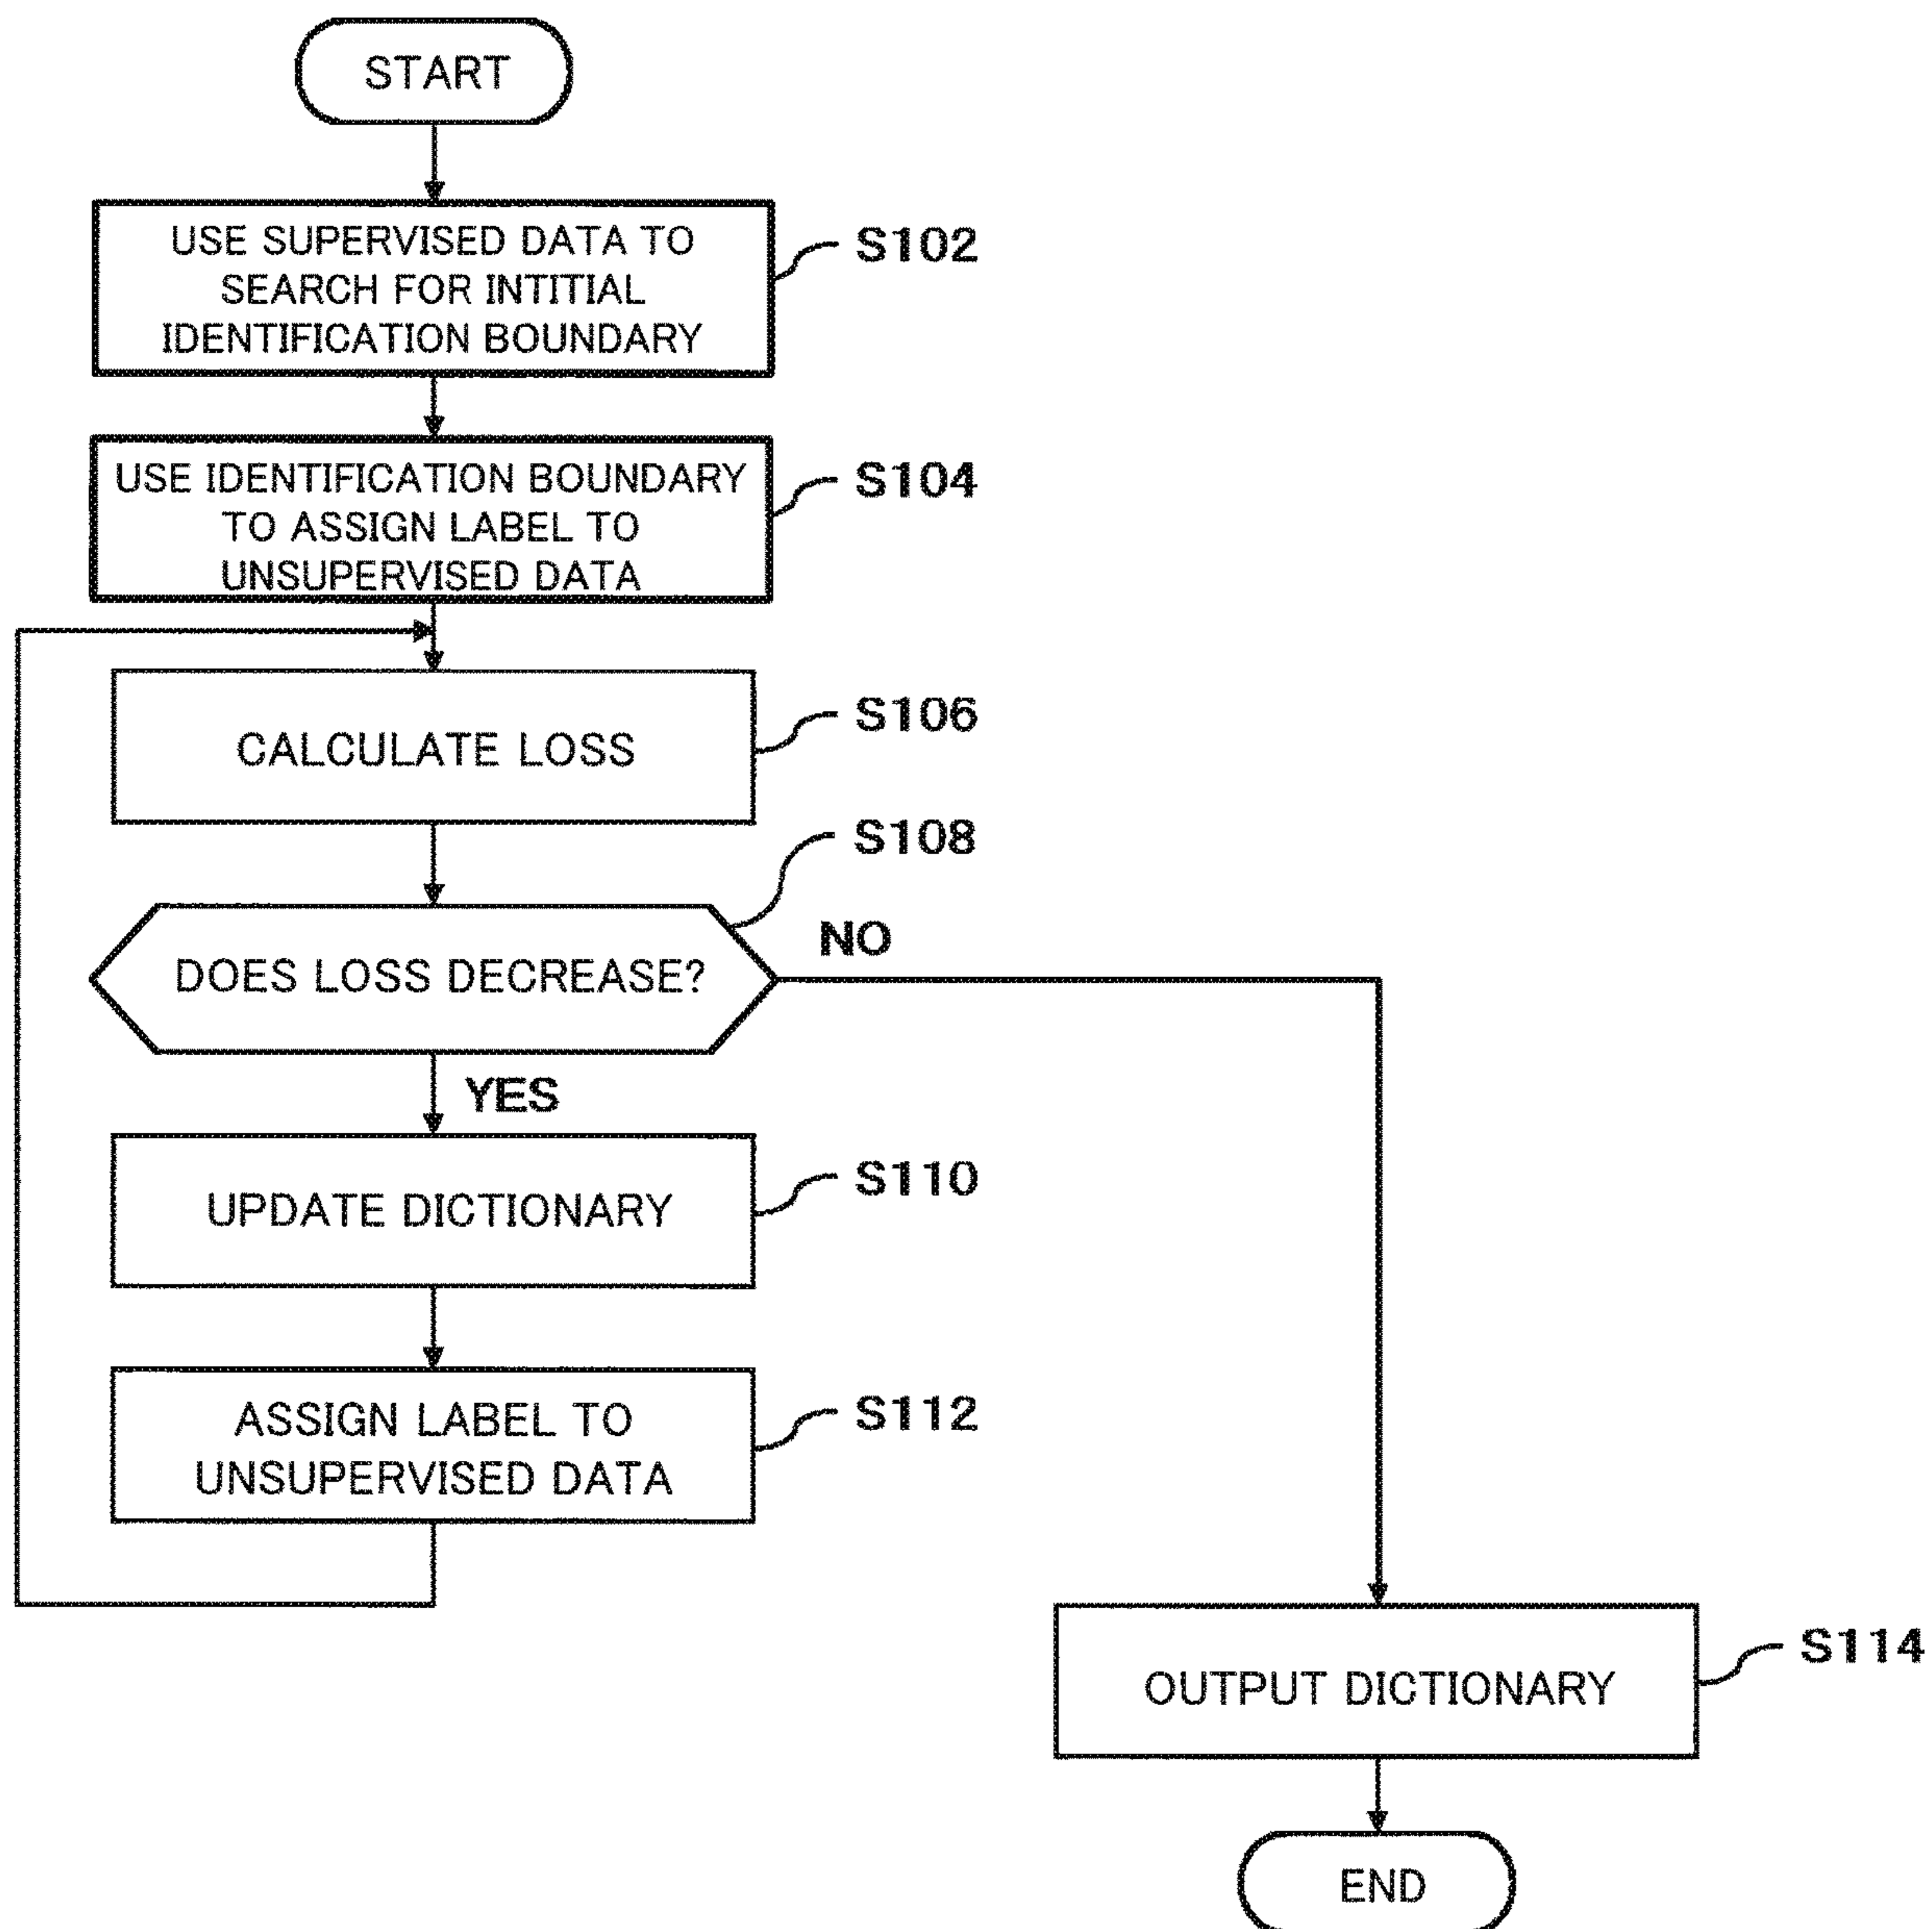 START
USE SUPERVISED DATA TO
SEARCH FOR INTITIAL
IDENTIFICATION BOUNDARY
S102
USE IDENTIFICATION BOUNDARY
TO ASSIGN LABEL TO
UNSUPERVISED DATA
S104
CALCULATE LOSS
S106
S108
DOES LOSS DECREASE?
NO
YES
UPDATE DICTIONARY
S110
ASSIGN LABEL TO
UNSUPERVISED DATA
S112
OUTPUT DICTIONARY
S114
END